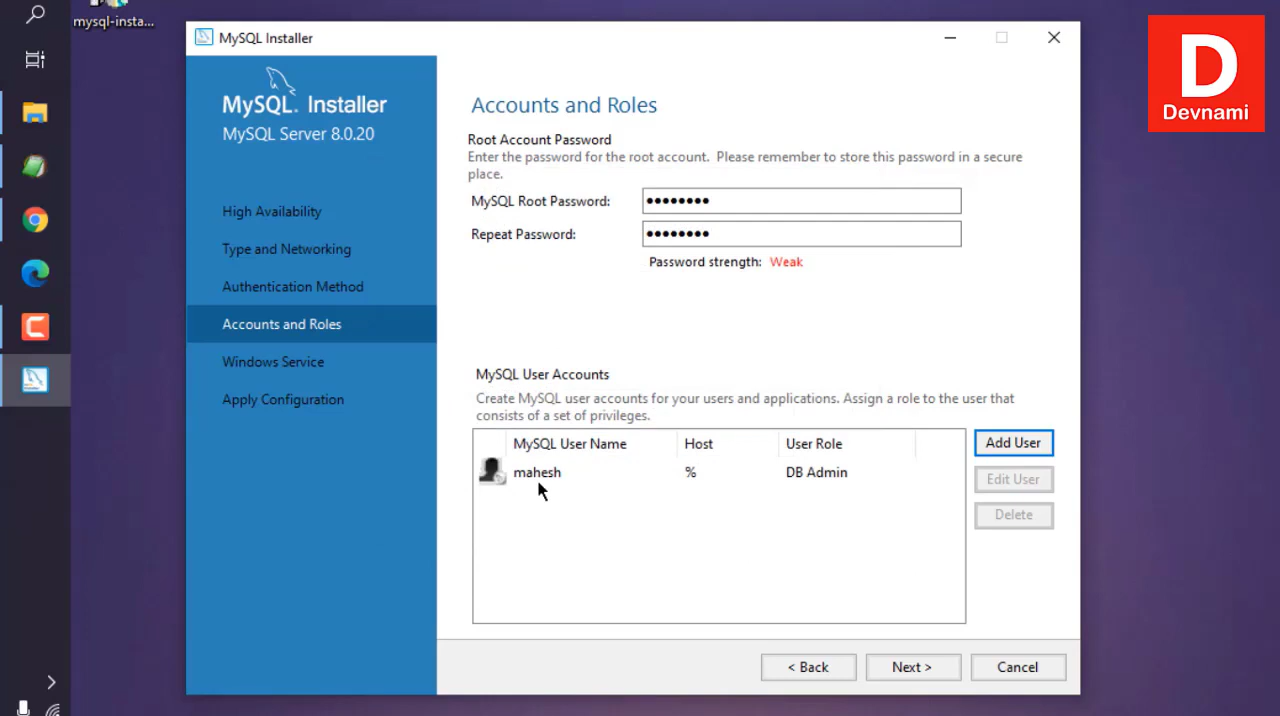 mysql-insta...
MySQL Installer
D
Devnami
MySQL® Installer
MySQL Server 8.0.20
High Availability
Type and Networking
Authentication Method
Accounts and Roles
Windows Service
Apply Configuration
Accounts and Roles
Root Account Password
Enter the password for the root account. Please remember to store this password in a secure
place.
MySQL Root Password: ●●●●●●●●
Repeat Password: ●●●●●●●●
Password strength: Weak
MySQL User Accounts
Create MySQL user accounts for your users and applications. Assign a role to the user that
consists of a set of privileges.
MySQL User Name Host User Role
mahesh % DB Admin
Add User
Edit User
Delete
< Back Next > Cancel